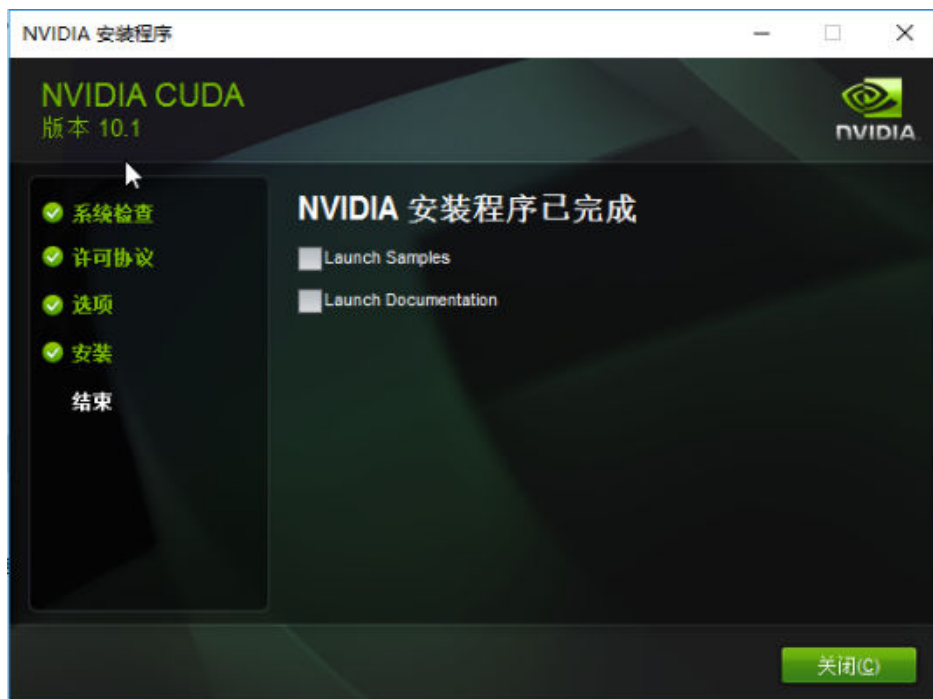 NVIDIA 安装程序
NVIDIA CUDA
版本 10.1
NVIDIA
系统检查
许可协议
选项
安装
结束
NVIDIA 安装程序已完成
Launch Samples
Launch Documentation
关闭(C)